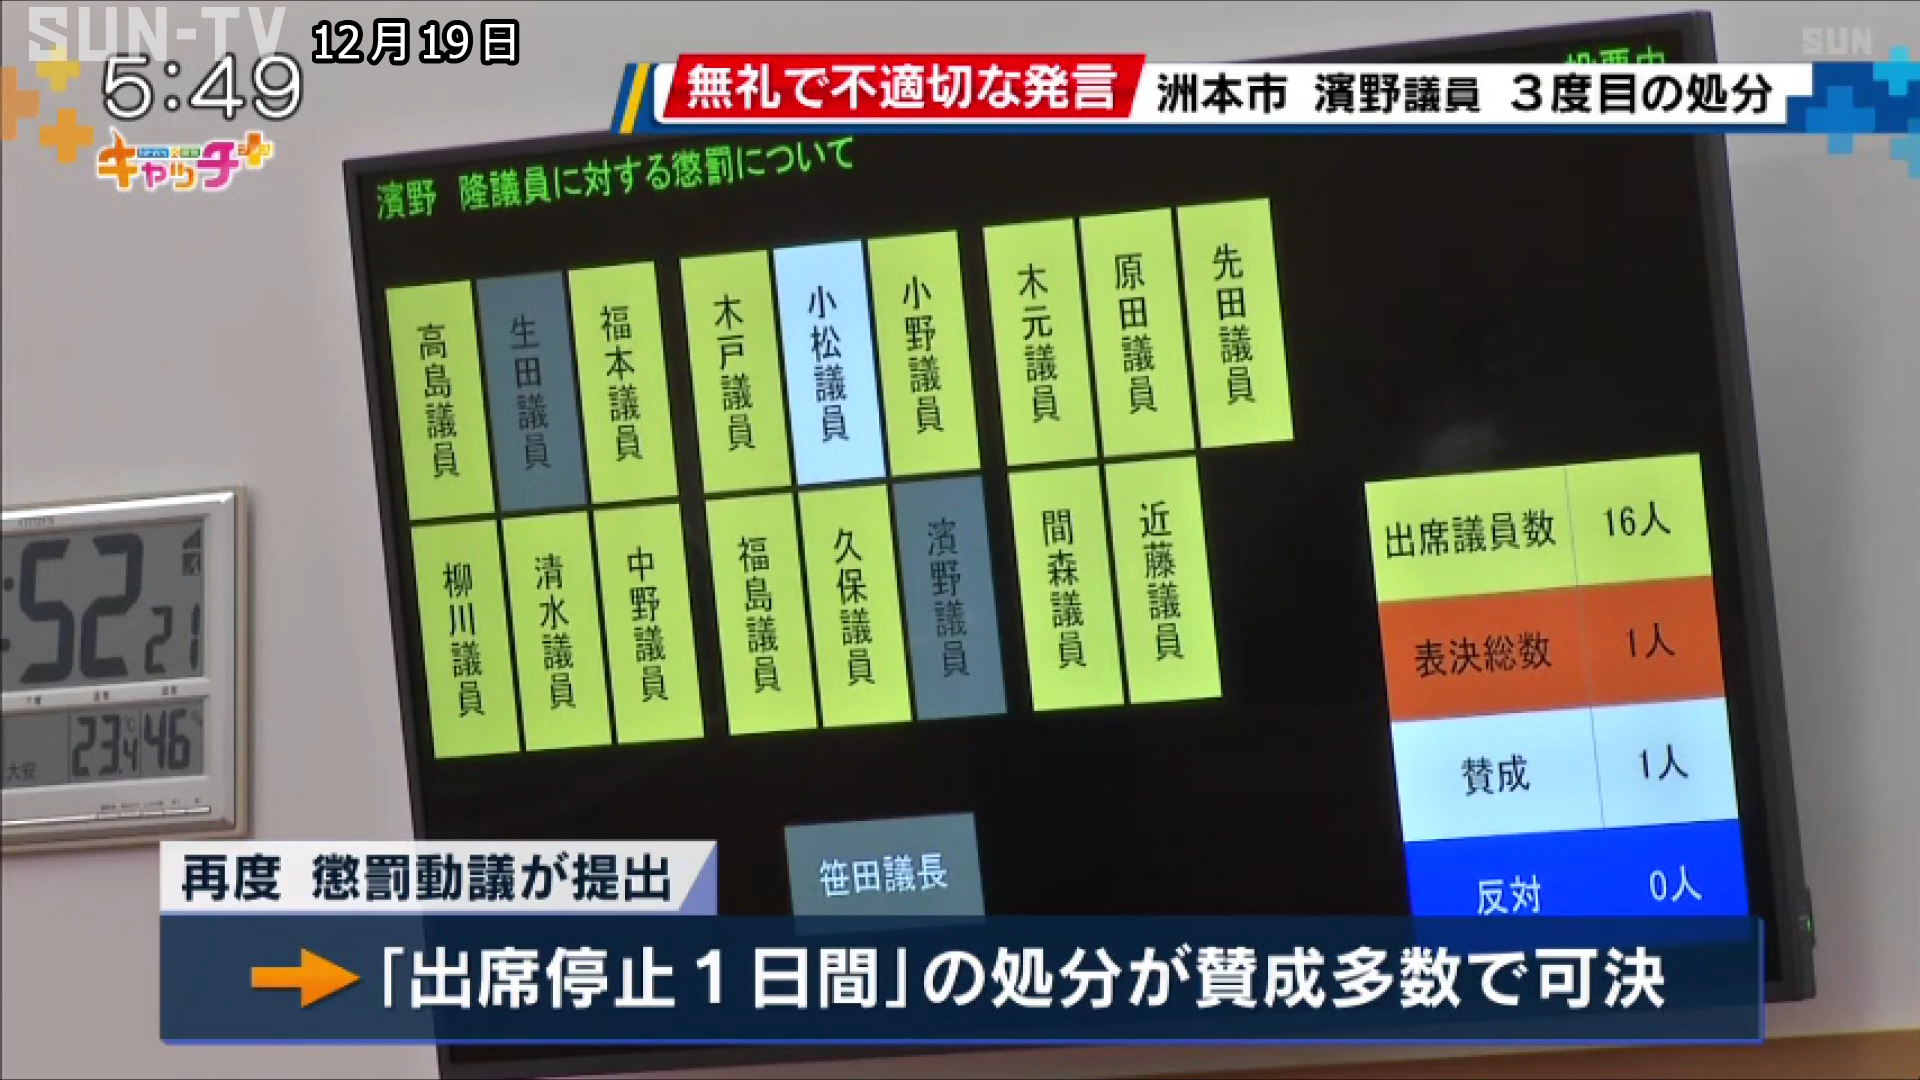 SUN-TV
12月19日
SUN
5:49
キャッチ+
無礼で不適切な発言
洲本市 濱野議員 3度目の処分
投票中
濱野 隆議員に対する懲罰について
高島議員
生田議員
福本議員
木戸議員
小松議員
小野議員
木元議員
原田議員
先田議員
柳川議員
清水議員
中野議員
福島議員
久保議員
濱野議員
間森議員
近藤議員
笹田議長
出席議員数 16人
表決総数 1人
賛成 1人
反対 0人
:52 21
大安 23.4℃ 46
再度 懲罰動議が提出
→「出席停止1日間」の処分が賛成多数で可決